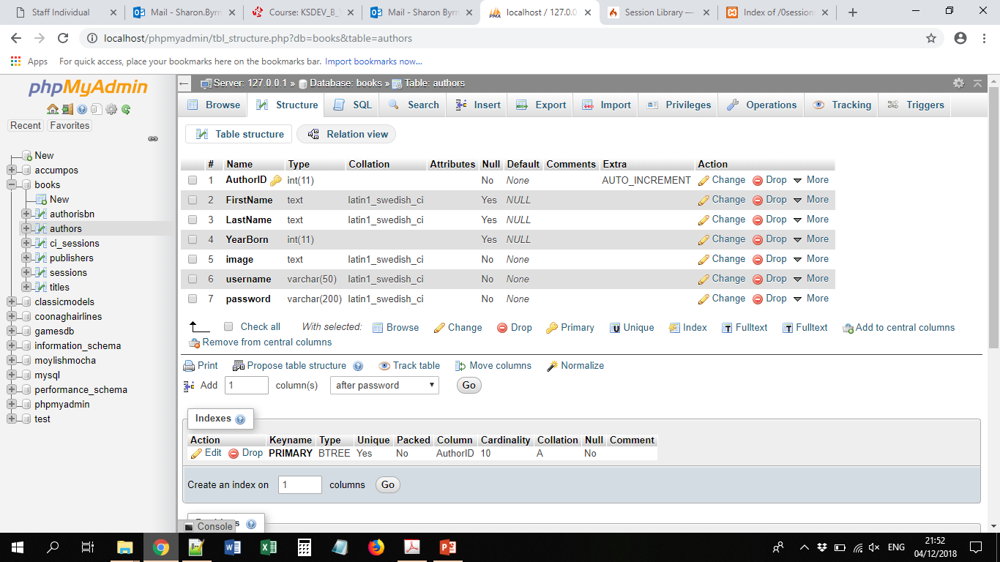 Staff Individual
Mail - Sharon.Byrn
Course: KSDEV_B_
Mail - Sharon Byrn
localhost / 127.0.0
Session Library —
Index of /0session
localhost/phpmyadmin/tbl_structure.php?db=books&table=authors
Apps For quick access, place your bookmarks here on the bookmarks bar. Import bookmarks now...
phpMyAdmin
Recent Favorites
New
accumpos
books
New
authorisbn
authors
ci_sessions
publishers
sessions
titles
classicmodels
coonaghairlines
gamesdb
information_schema
moylishmocha
mysql
performance_schema
phpmyadmin
test
Server: 127.0.0.1 » Database: books » Table: authors
Browse Structure SQL Search Insert Export Import Privileges Operations Tracking Triggers
Table structure Relation view
# Name Type Collation Attributes Null Default Comments Extra Action
1 AuthorID int(11) No None AUTO_INCREMENT Change Drop More
2 FirstName text latin1_swedish_ci Yes NULL Change Drop More
3 LastName text latin1_swedish_ci Yes NULL Change Drop More
4 YearBorn int(11) Yes NULL Change Drop More
5 image text latin1_swedish_ci No None Change Drop More
6 username varchar(50) latin1_swedish_ci No None Change Drop More
7 password varchar(200) latin1_swedish_ci No None Change Drop More
Check all With selected: Browse Change Drop Primary Unique Index Fulltext Fulltext Add to central columns
Remove from central columns
Print Propose table structure Track table Move columns Normalize
Add 1 column(s) after password Go
Indexes
Action Keyname Type Unique Packed Column Cardinality Collation Null Comment
Edit Drop PRIMARY BTREE Yes No AuthorID 10 A No
Create an index on 1 columns Go
Console
ENG
21:52
04/12/2018